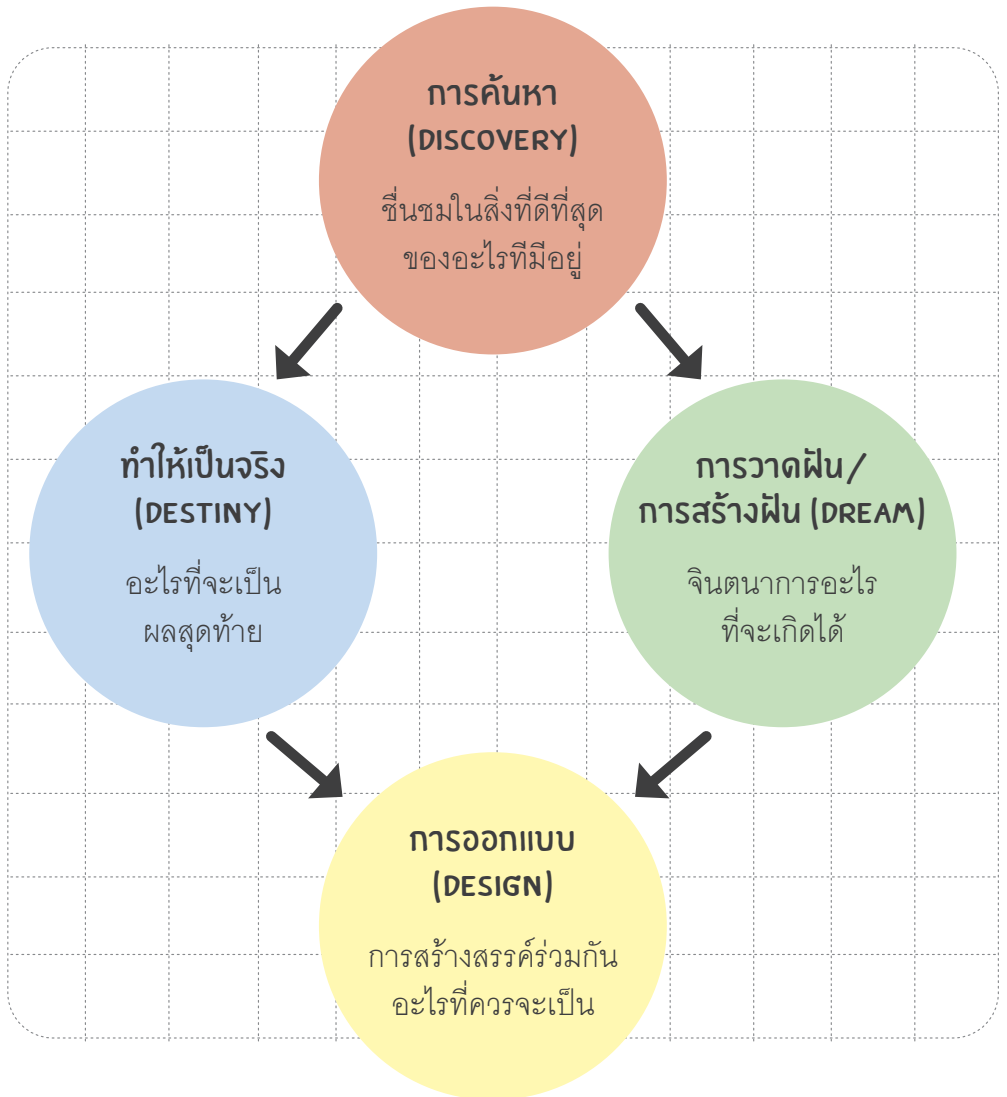 การค้นหา
(DISCOVERY)
ชื่นชมในสิ่งที่ดีที่สุด
ของอะไรทีมีอยู่
ทำให้เป็นจริง
(DESTINY)
อะไรที่จะเป็น
ผลสุดท้าย
การวาดฝัน/
การสร้างฝัน (DREAM)
จินตนาการอะไร
ที่จะเกิดได้
การออกแบบ
(DESIGN)
การสร้างสรรค์ร่วมกัน
อะไรที่ควรจะเป็น